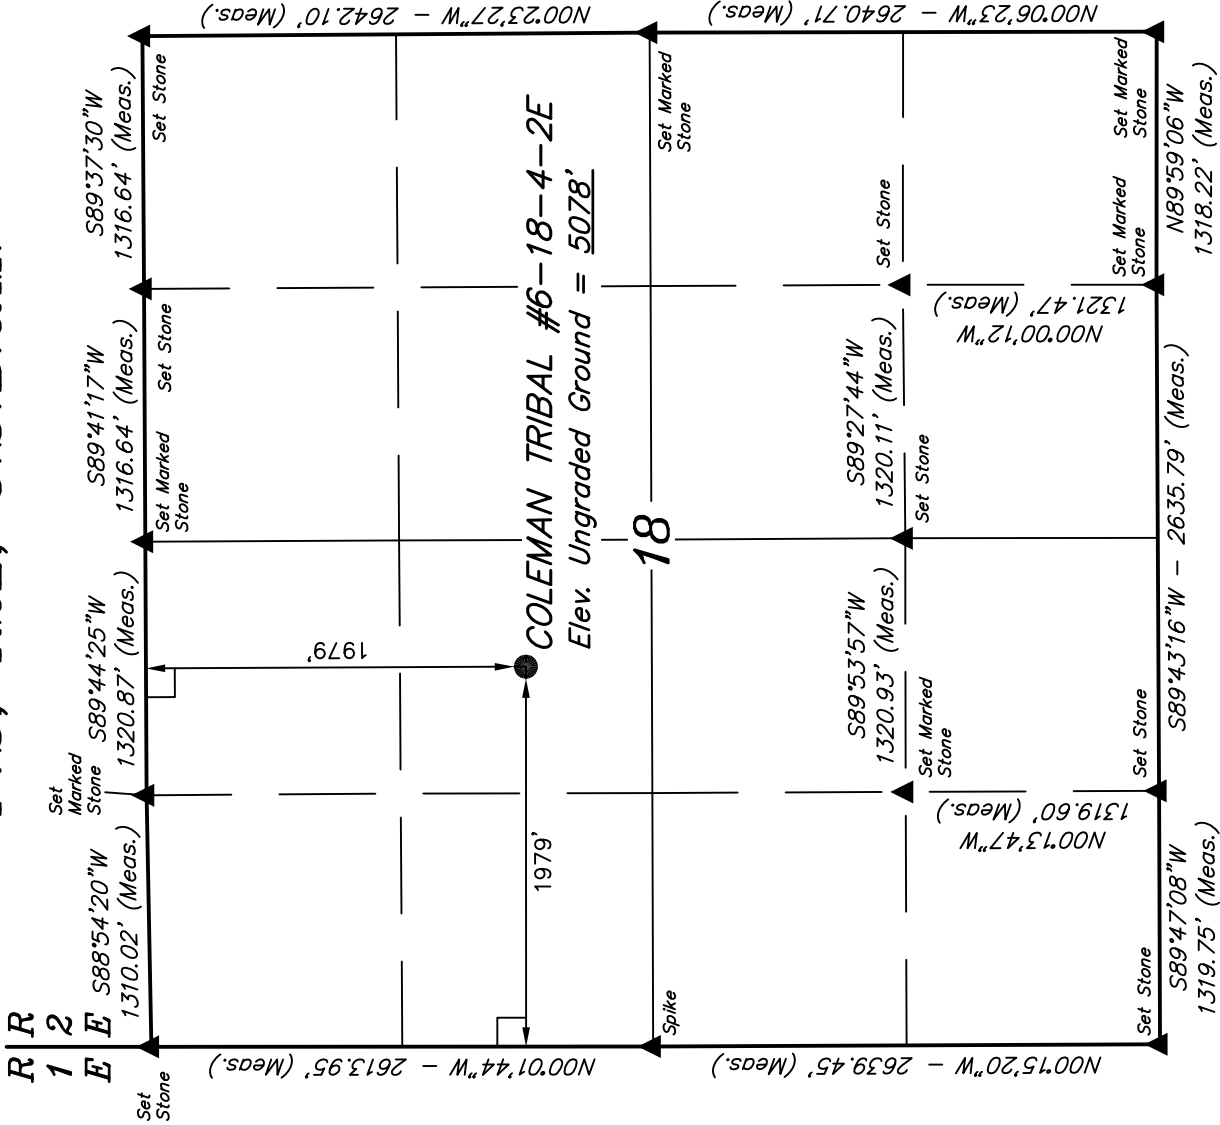 R R
1 2
E E
Set
Stone
S88°54'20"W
1310.02' (Meas.)
Set
Marked
Stone
S89°44'25"W
1320.87' (Meas.)
Set Marked
Stone
S89°41'17"W
1316.64' (Meas.)
Set Stone
S89°37'30"W
1316.64' (Meas.)
Set Stone
N00°01'44"W – 2613.95' (Meas.)
1979'
1979'
COLEMAN TRIBAL #6–18–4–2E
Elev. Ungraded Ground = 5078'
N00°23'27"W – 2642.10' (Meas.)
Spike
18
Set Marked
Stone
N00°15'20"W – 2639.45' (Meas.)
S89°53'57"W
1320.93' (Meas.)
Set Marked
Stone
S89°27'44"W
1320.11' (Meas.)
Set Stone
Set Stone
N00°13'47"W
1319.60' (Meas.)
N00°00'12"W
1321.47' (Meas.)
N00°06'23"W – 2640.71' (Meas.)
Set Stone
Set Stone
Set Marked
Stone
Set Marked
Stone
S89°47'08"W
1319.75' (Meas.)
S89°43'16"W – 2635.79' (Meas.)
N89°59'06"W
1318.22' (Meas.)